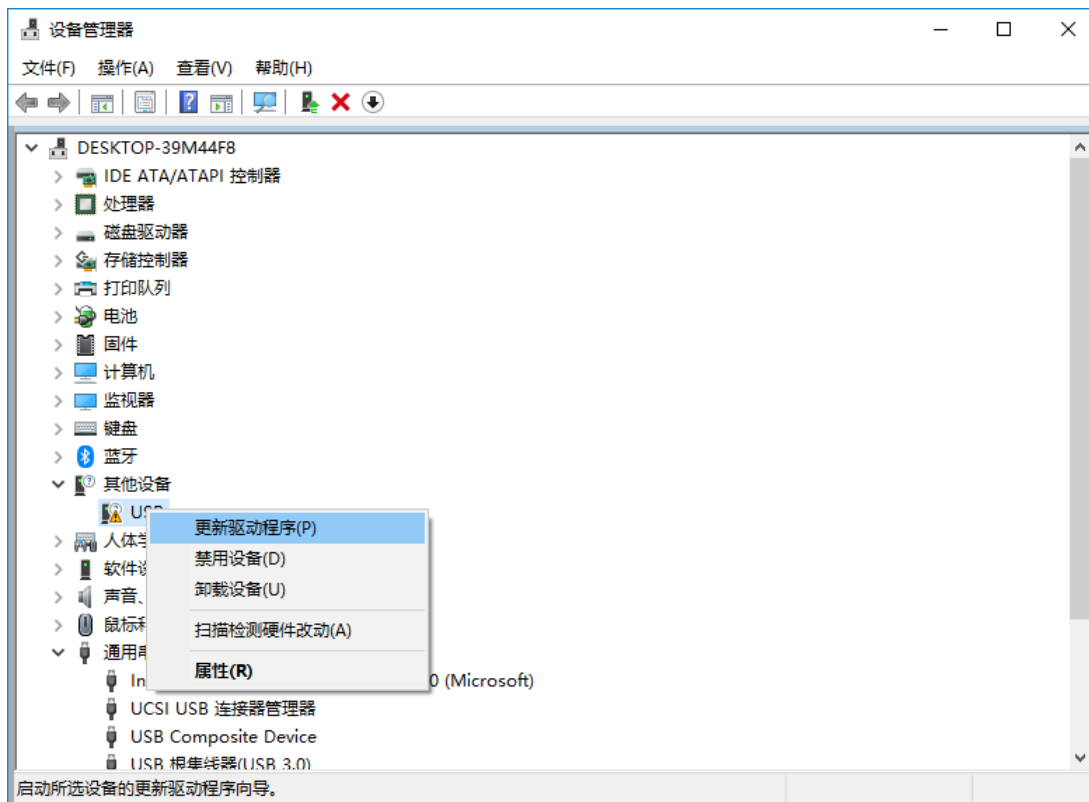 设备管理器
文件(F) 操作(A) 查看(V) 帮助(H)
DESKTOP-39M44F8
IDE ATA/ATAPI 控制器
处理器
磁盘驱动器
存储控制器
打印队列
电池
固件
计算机
监视器
键盘
蓝牙
其他设备
更新驱动程序(P)
人体
禁用设备(D)
软件
卸载设备(U)
声音、
鼠标
扫描检测硬件改动(A)
通用
属性(R)
In
0 (Microsoft)
UCSI USB 连接器管理器
USB Composite Device
USB 根集线器(USB 3.0)
启动所选设备的更新驱动程序向导。